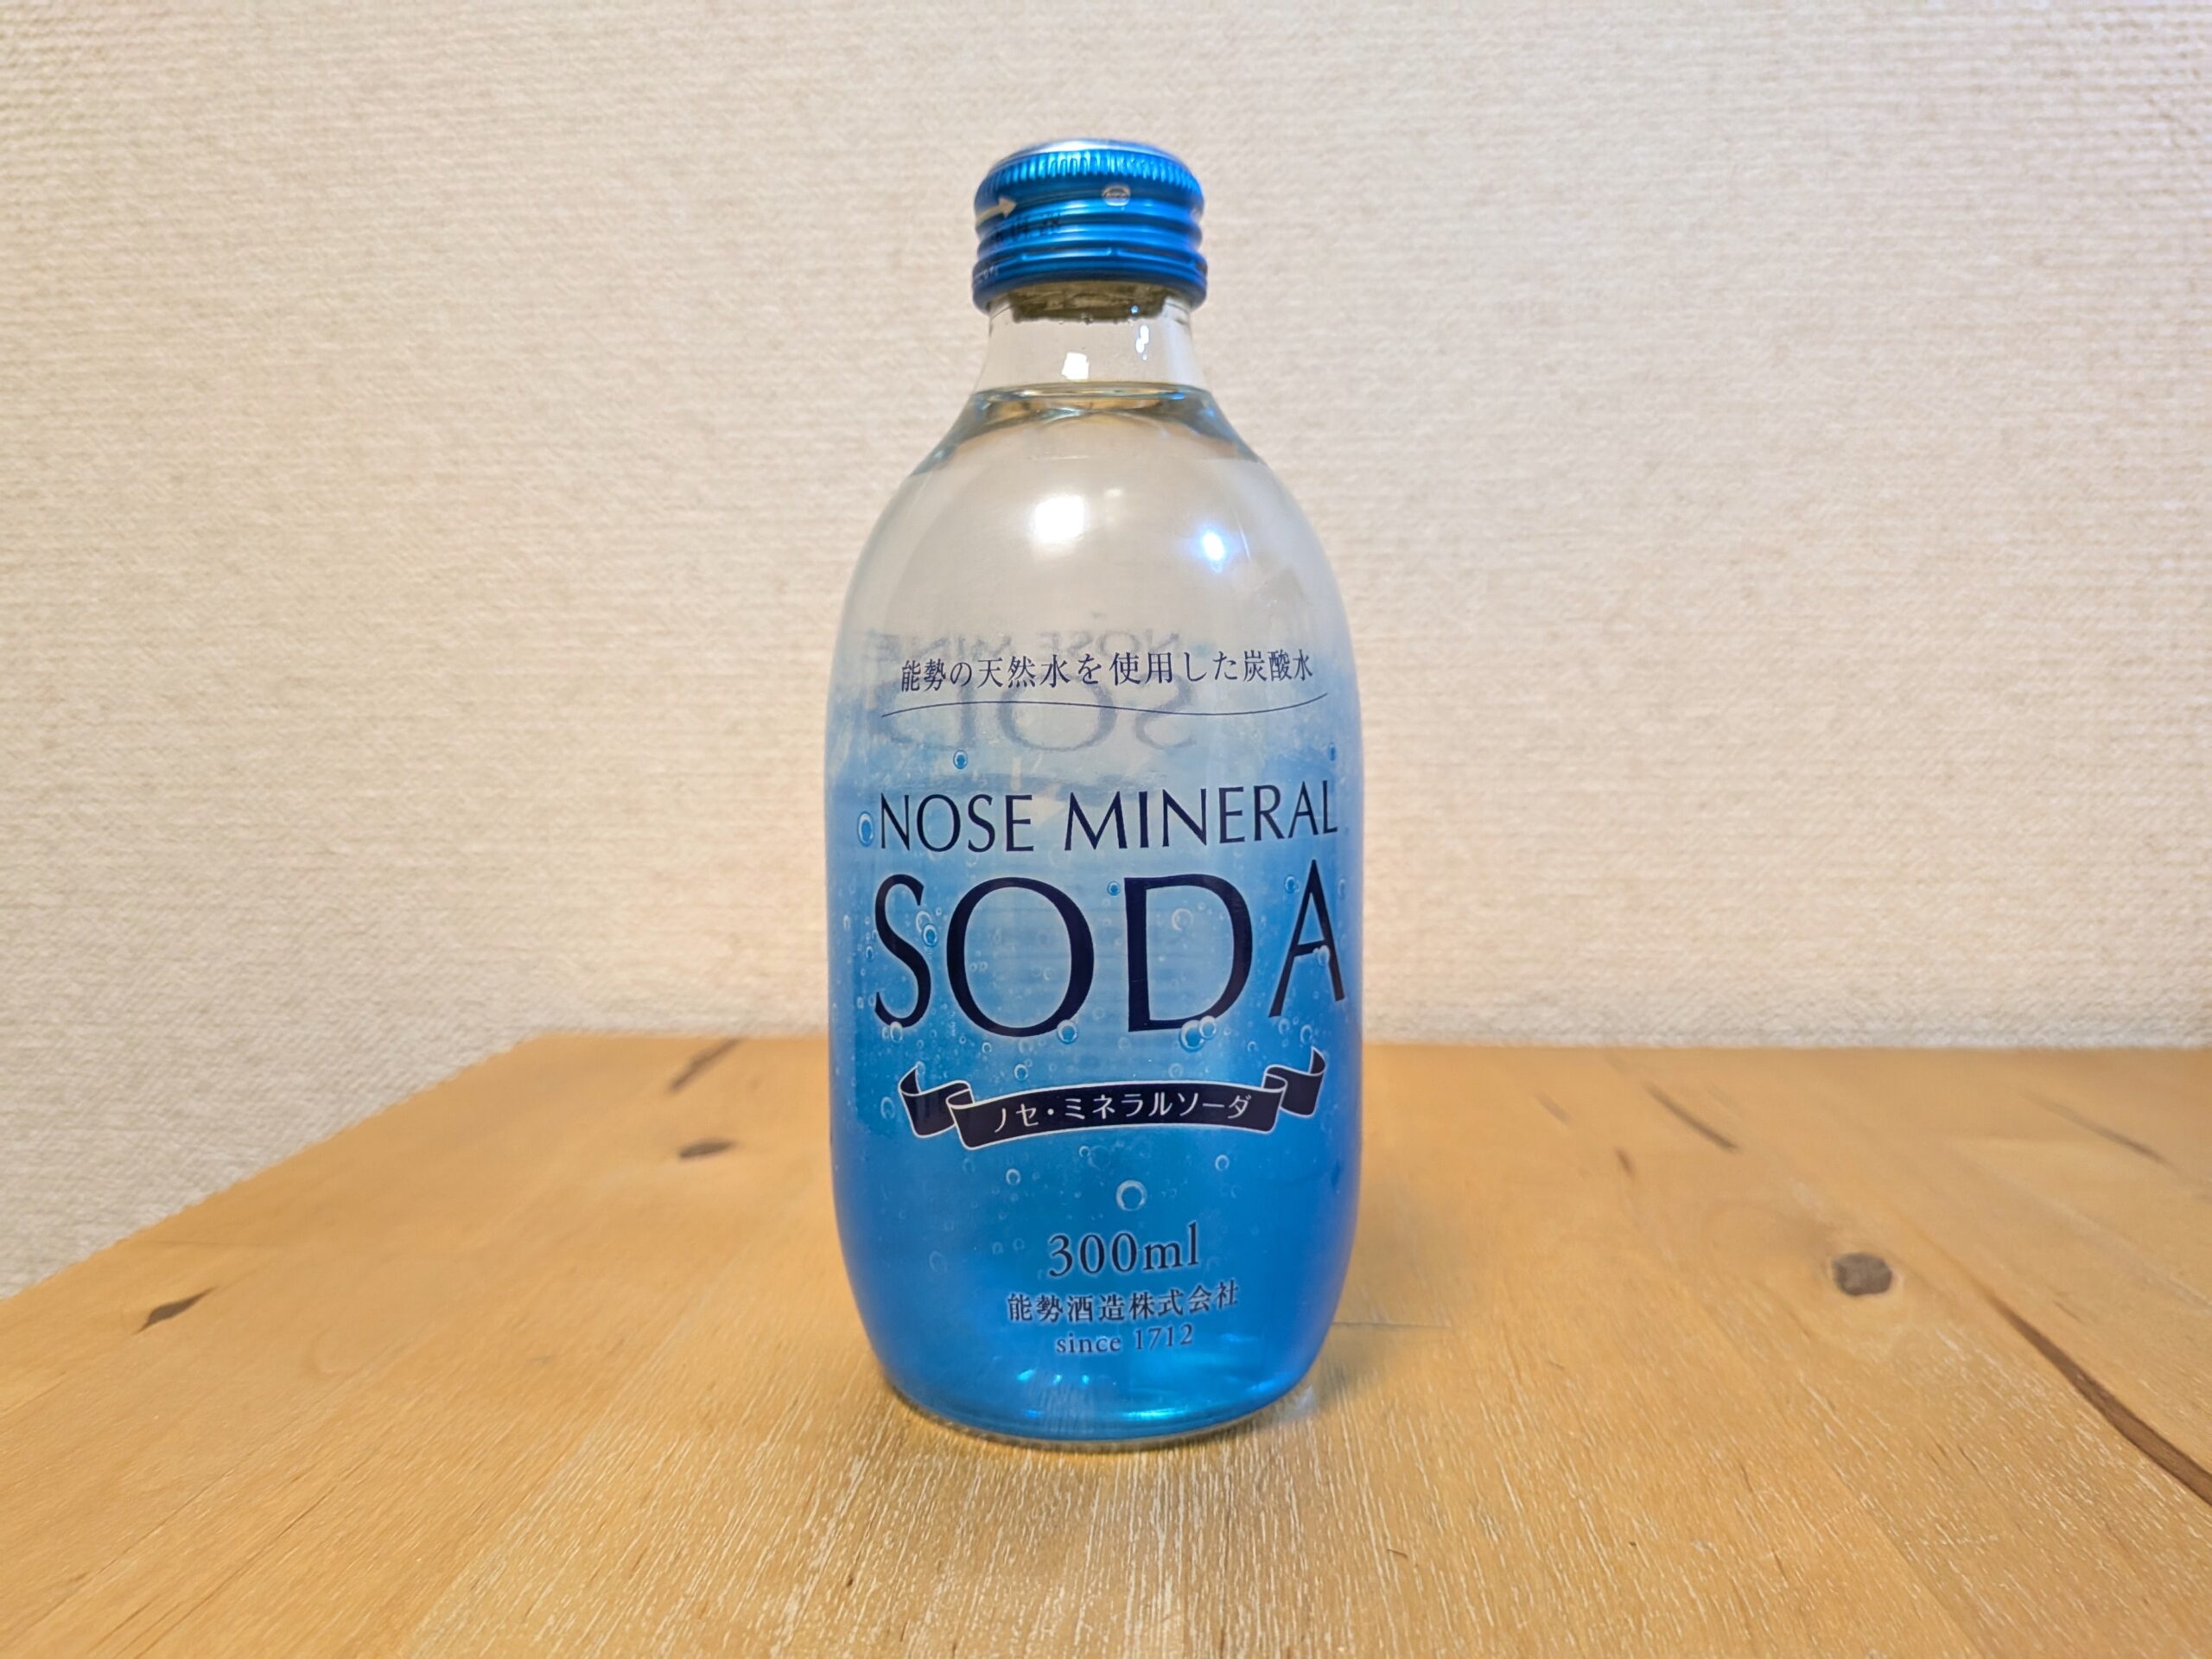 能勢の天然水を使用した炭酸水
NOSE MINERAL
SODA
ノセ・ミネラルソーダ
300ml
能勢酒造株式会社
since 1712